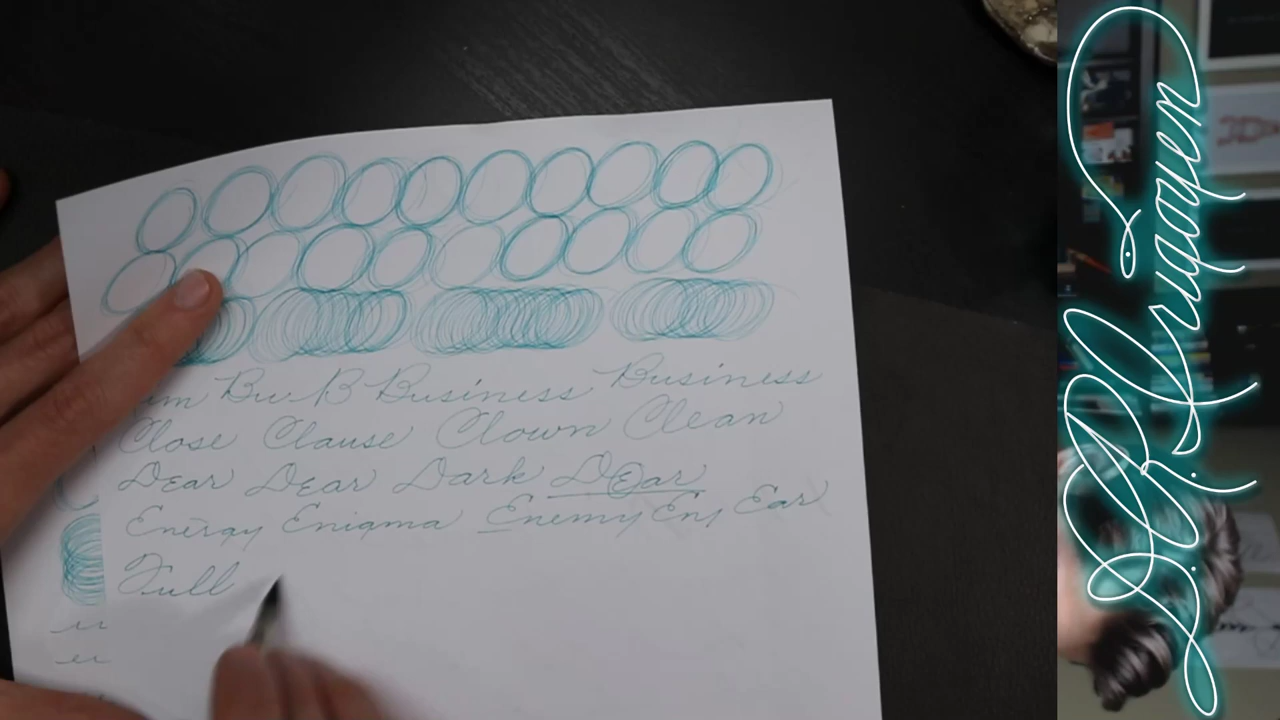 Bu B Business Business
Close Clause Clown Clean
Dear Dear Dark Dear
Energy Enigma Enemy En Ear
Full